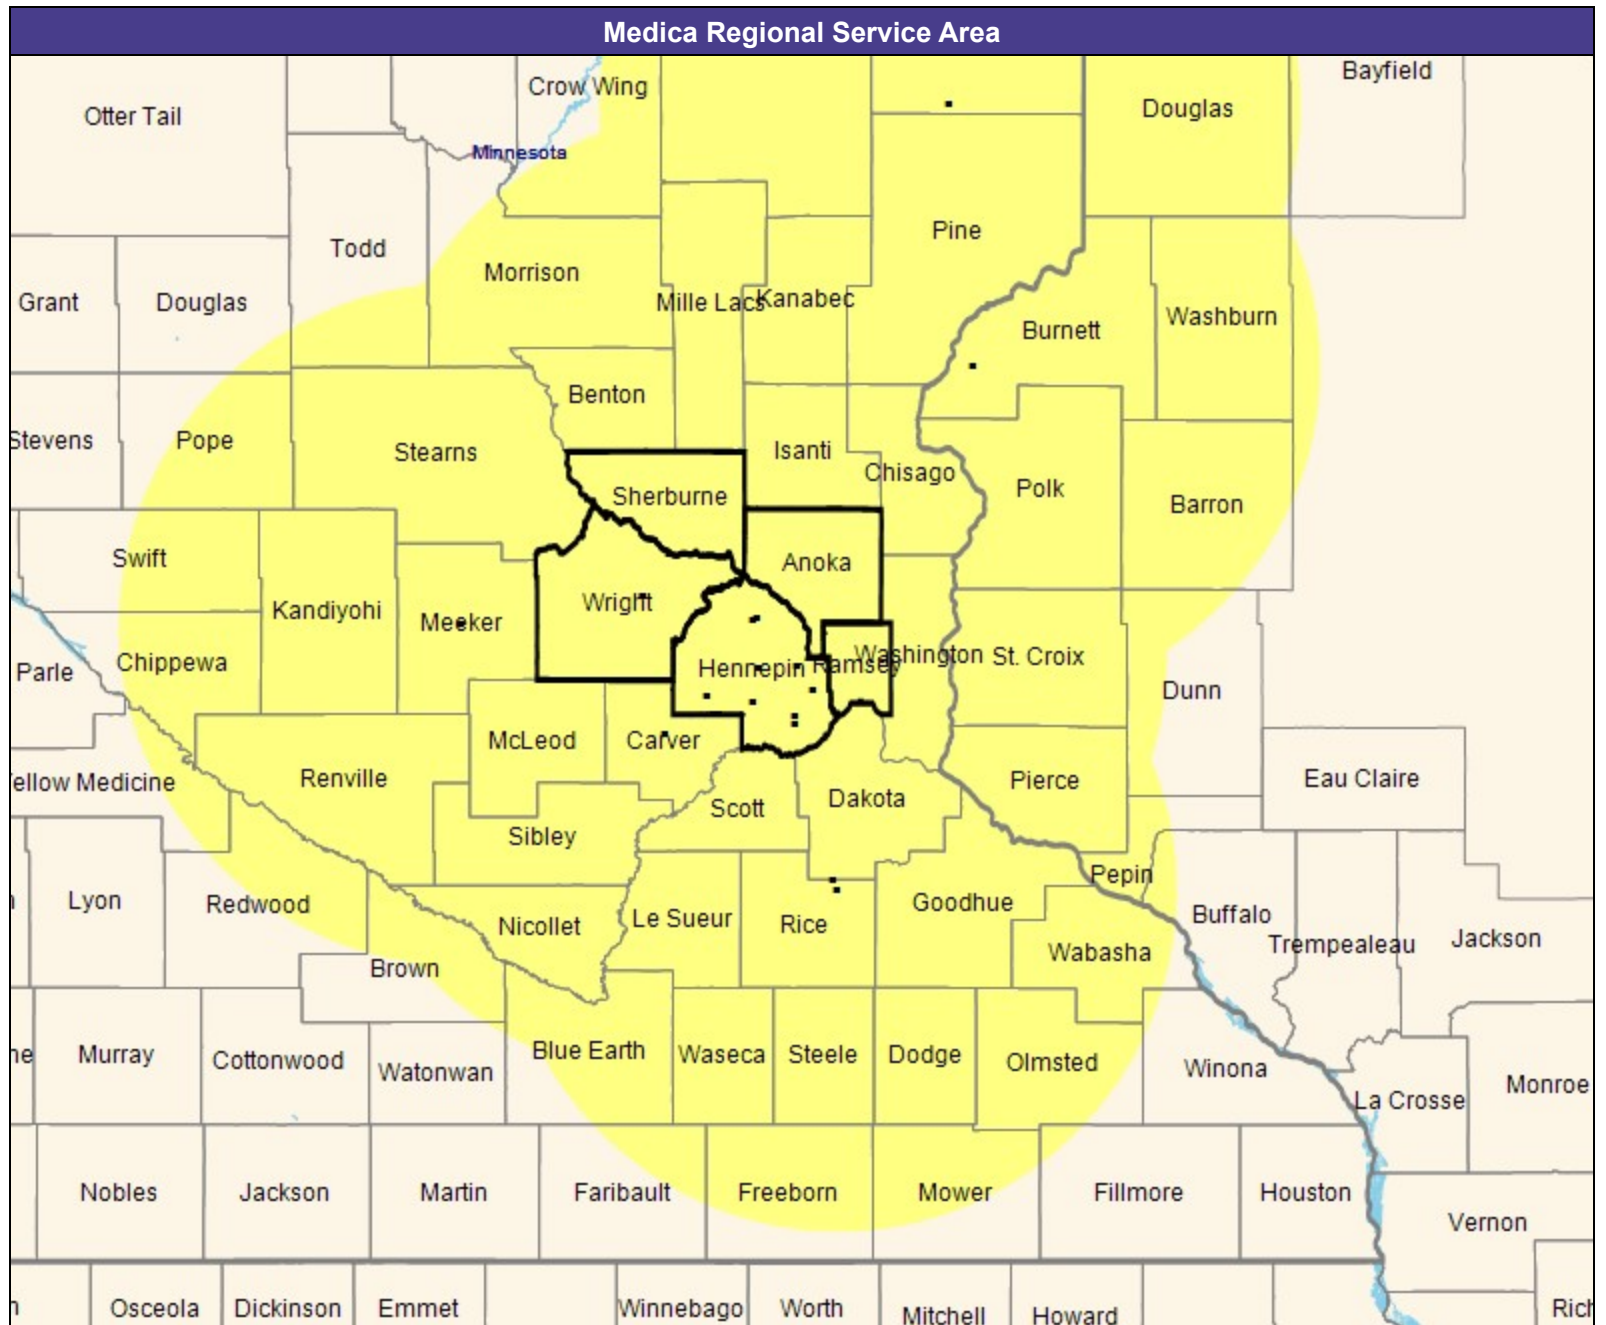 Medica Regional Service Area
Bayfield
Crow Wing
Otter Tail
Douglas
Minnesota
Pine
Todd
Morrison
Grant
Douglas
Mille Lacs
Kanabec
Washburn
Burnett
Benton
Stevens
Pope
Stearns
Isanti
Chisago
Polk
Sherburne
Barron
Swift
Anoka
Wright
Kandiyohi
Meeker
Washington
St. Croix
Parle
Chippewa
Hennepin
Ramsey
Dunn
McLeod
Carver
Renville
Yellow Medicine
Pierce
Eau Claire
Scott
Dakota
Sibley
Pepin
Lyon
Redwood
Goodhue
Nicollet
Le Sueur
Rice
Buffalo
Trempealeau
Jackson
Wabasha
Brown
ne
Murray
Cottonwood
Watonwan
Blue Earth
Waseca
Steele
Dodge
Olmsted
Winona
Monroe
La Crosse
Nobles
Jackson
Martin
Faribault
Freeborn
Mower
Fillmore
Houston
Vernon
Osceola
Dickinson
Emmet
Winnebago
Worth
Mitchell
Howard
Rich